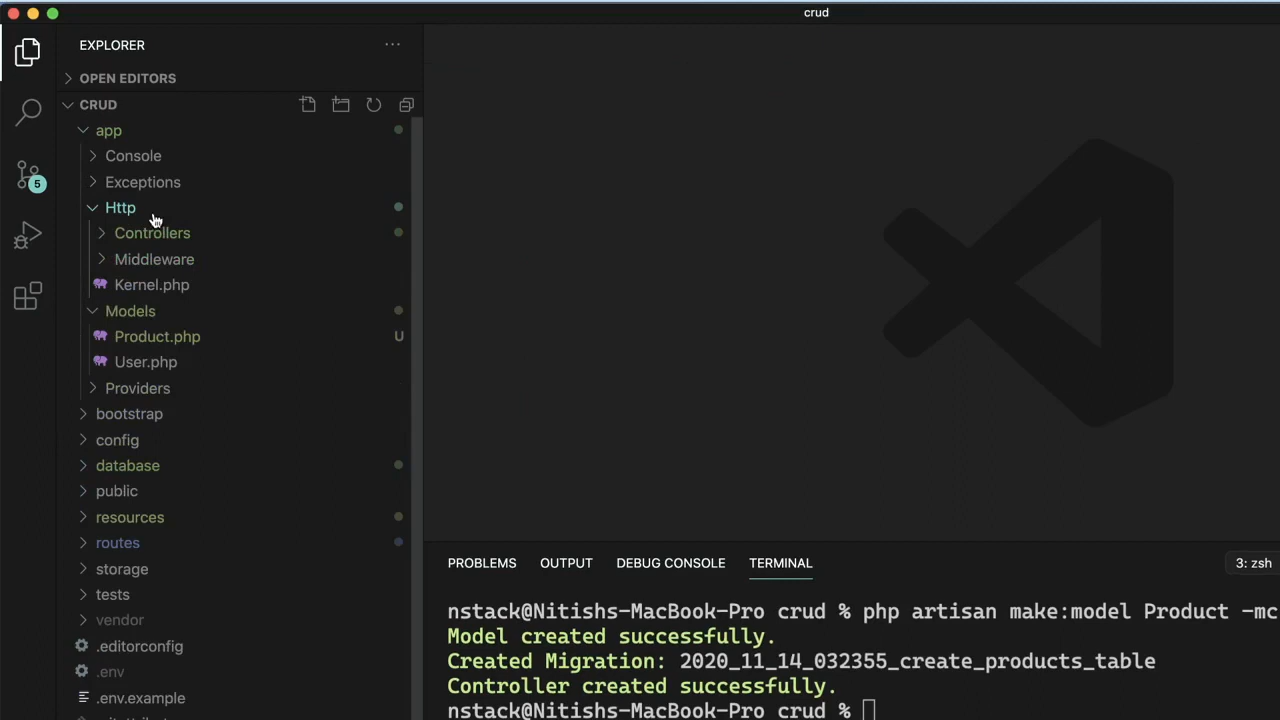 crud
EXPLORER
OPEN EDITORS
CRUD
app
Console
Exceptions
Http
Controllers
Middleware
Kernel.php
Models
Product.php U
User.php
Providers
bootstrap
config
database
public
resources
routes
storage
tests
vendor
.editorconfig
.env
.env.example
5
PROBLEMS OUTPUT DEBUG CONSOLE TERMINAL 3: zsh
nstack@Nitishs-MacBook-Pro crud % php artisan make:model Product -mc
Model created successfully.
Created Migration: 2020_11_14_032355_create_products_table
Controller created successfully.
nstack@Nitishs-MacBook-Pro crud %